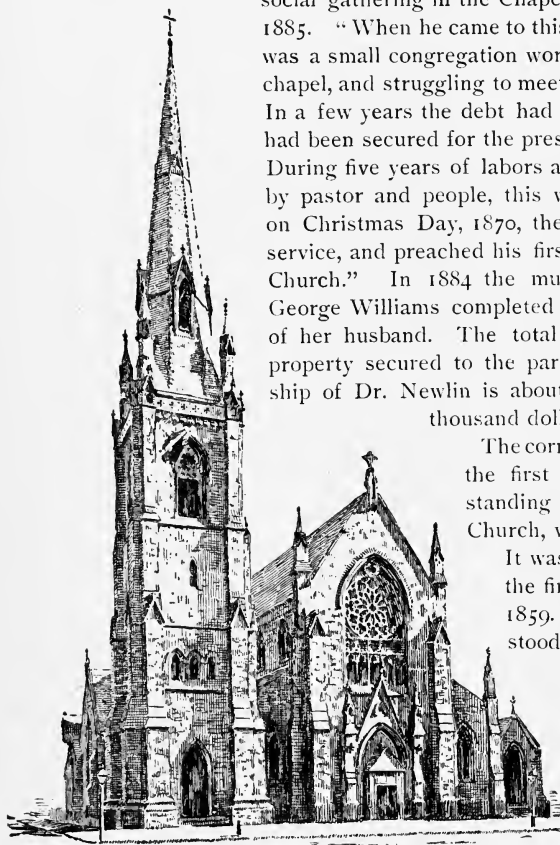 social gathering in the Chape
1885. “ When he came to this
was a small congregation wor
chapel, and struggling to meet
In a few years the debt had
had been secured for the pres
During five years of labors a
by pastor and people, this w
on Christmas Day, 1870, the
service, and preached his firs
Church.” In 1884 the mu
George Williams completed
of her husband. The total
property secured to the par
ship of Dr. Newlin is about
thousand doll
The corn
the first
standing
Church, w
It was
the fir
1859.
stood